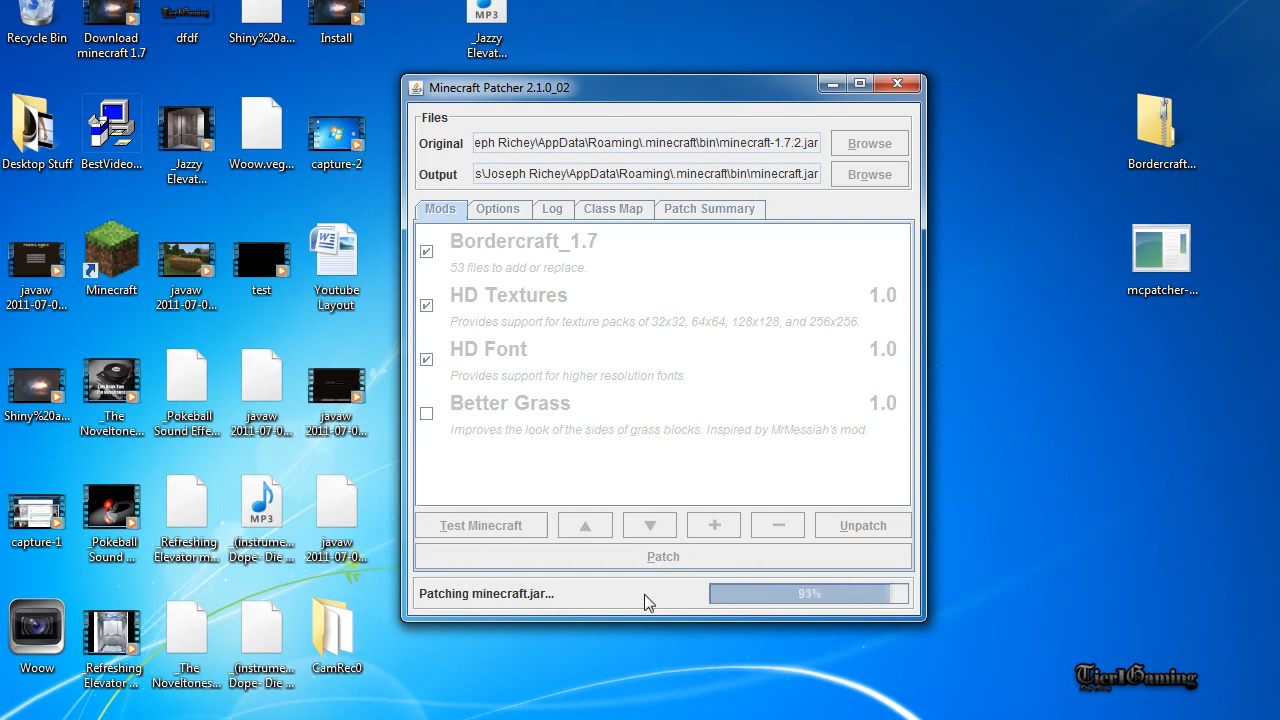 Recycle Bin
Download
minecraft 1.7
dfdf
Shiny%20a...
Install
MP3
_Jazzy
Elevat...
Desktop Stuff
BestVideo...
_Jazzy
Elevat...
Woow.veg...
capture-2
javaw
2011-07-0...
Minecraft
javaw
2011-07-0...
test
Youtube
Layout
Shiny%20a...
_The
Noveltone...
_Pokeball
Sound Effe...
javaw
2011-07-0...
javaw
2011-07-0...
capture-1
_Pokeball
Sound ...
_Refreshing
Elevator m...
MP3
_(instrume...
Dope- Die ...
javaw
2011-07-0...
Woow
_Refreshing
Elevator ...
_The
Noveltones...
_(instrume...
Dope- Die ...
CamRec0
Minecraft Patcher 2.1.0_02
Files
Original eph Richey\AppData\Roaming\.minecraft\bin\minecraft-1.7.2.jar Browse
Output s\Joseph Richey\AppData\Roaming\.minecraft\bin\minecraft.jar Browse
Mods Options Log Class Map Patch Summary
Bordercraft_1.7
53 files to add or replace.
HD Textures 1.0
Provides support for texture packs of 32x32, 64x64, 128x128, and 256x256.
HD Font 1.0
Provides support for higher resolution fonts.
Better Grass 1.0
Improves the look of the sides of grass blocks. Inspired by MrMessiah's mod.
Test Minecraft + − Unpatch
Patch
Patching minecraft.jar... 93%
Bordercraft...
mcpatcher-...
Tier1Gaming